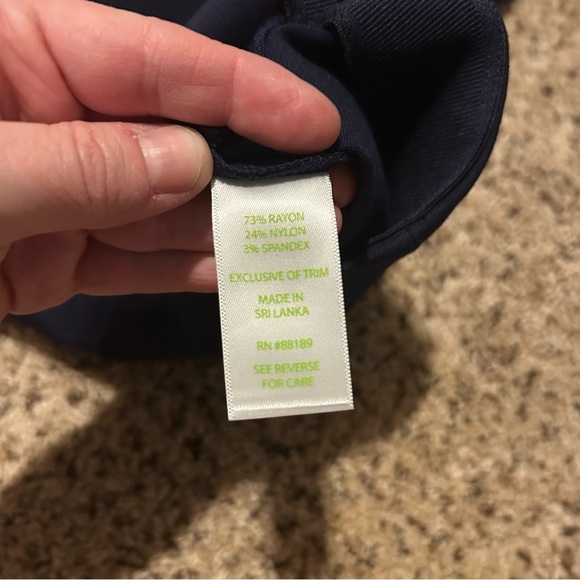 73% RAYON
24% NYLON
3% SPANDEX
EXCLUSIVE OF TRIM
MADE IN
SRI LANKA
RN #88189
SEE REVERSE
FOR CARE